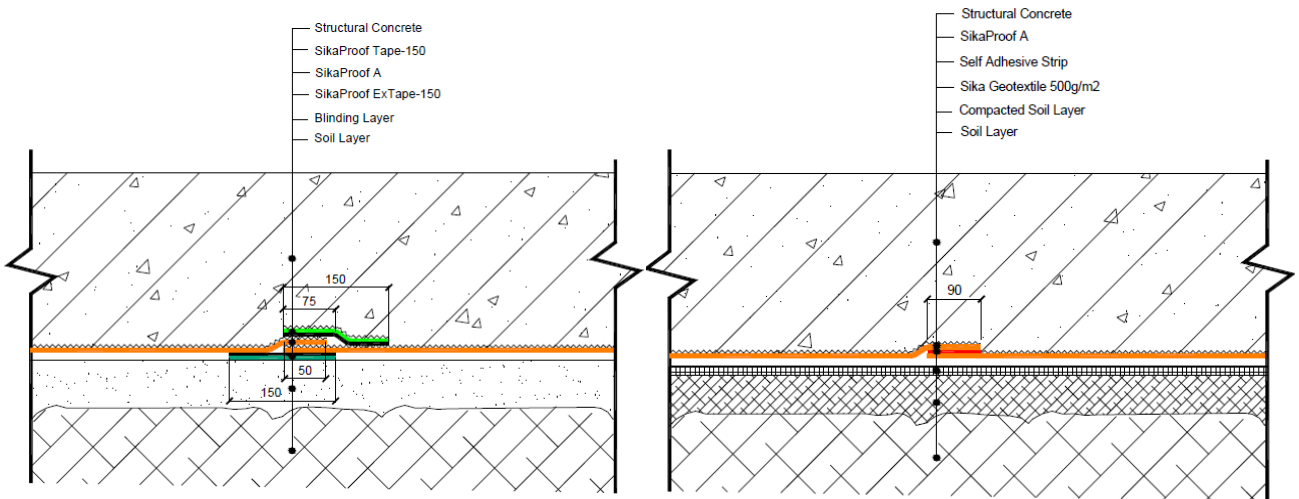 Structural Concrete
SikaProof Tape-150
SikaProof A
SikaProof ExTape-150
Blinding Layer
Soil Layer
150
75
50
150
Structural Concrete
SikaProof A
Self Adhesive Strip
Sika Geotextile 500g/m2
Compacted Soil Layer
Soil Layer
90